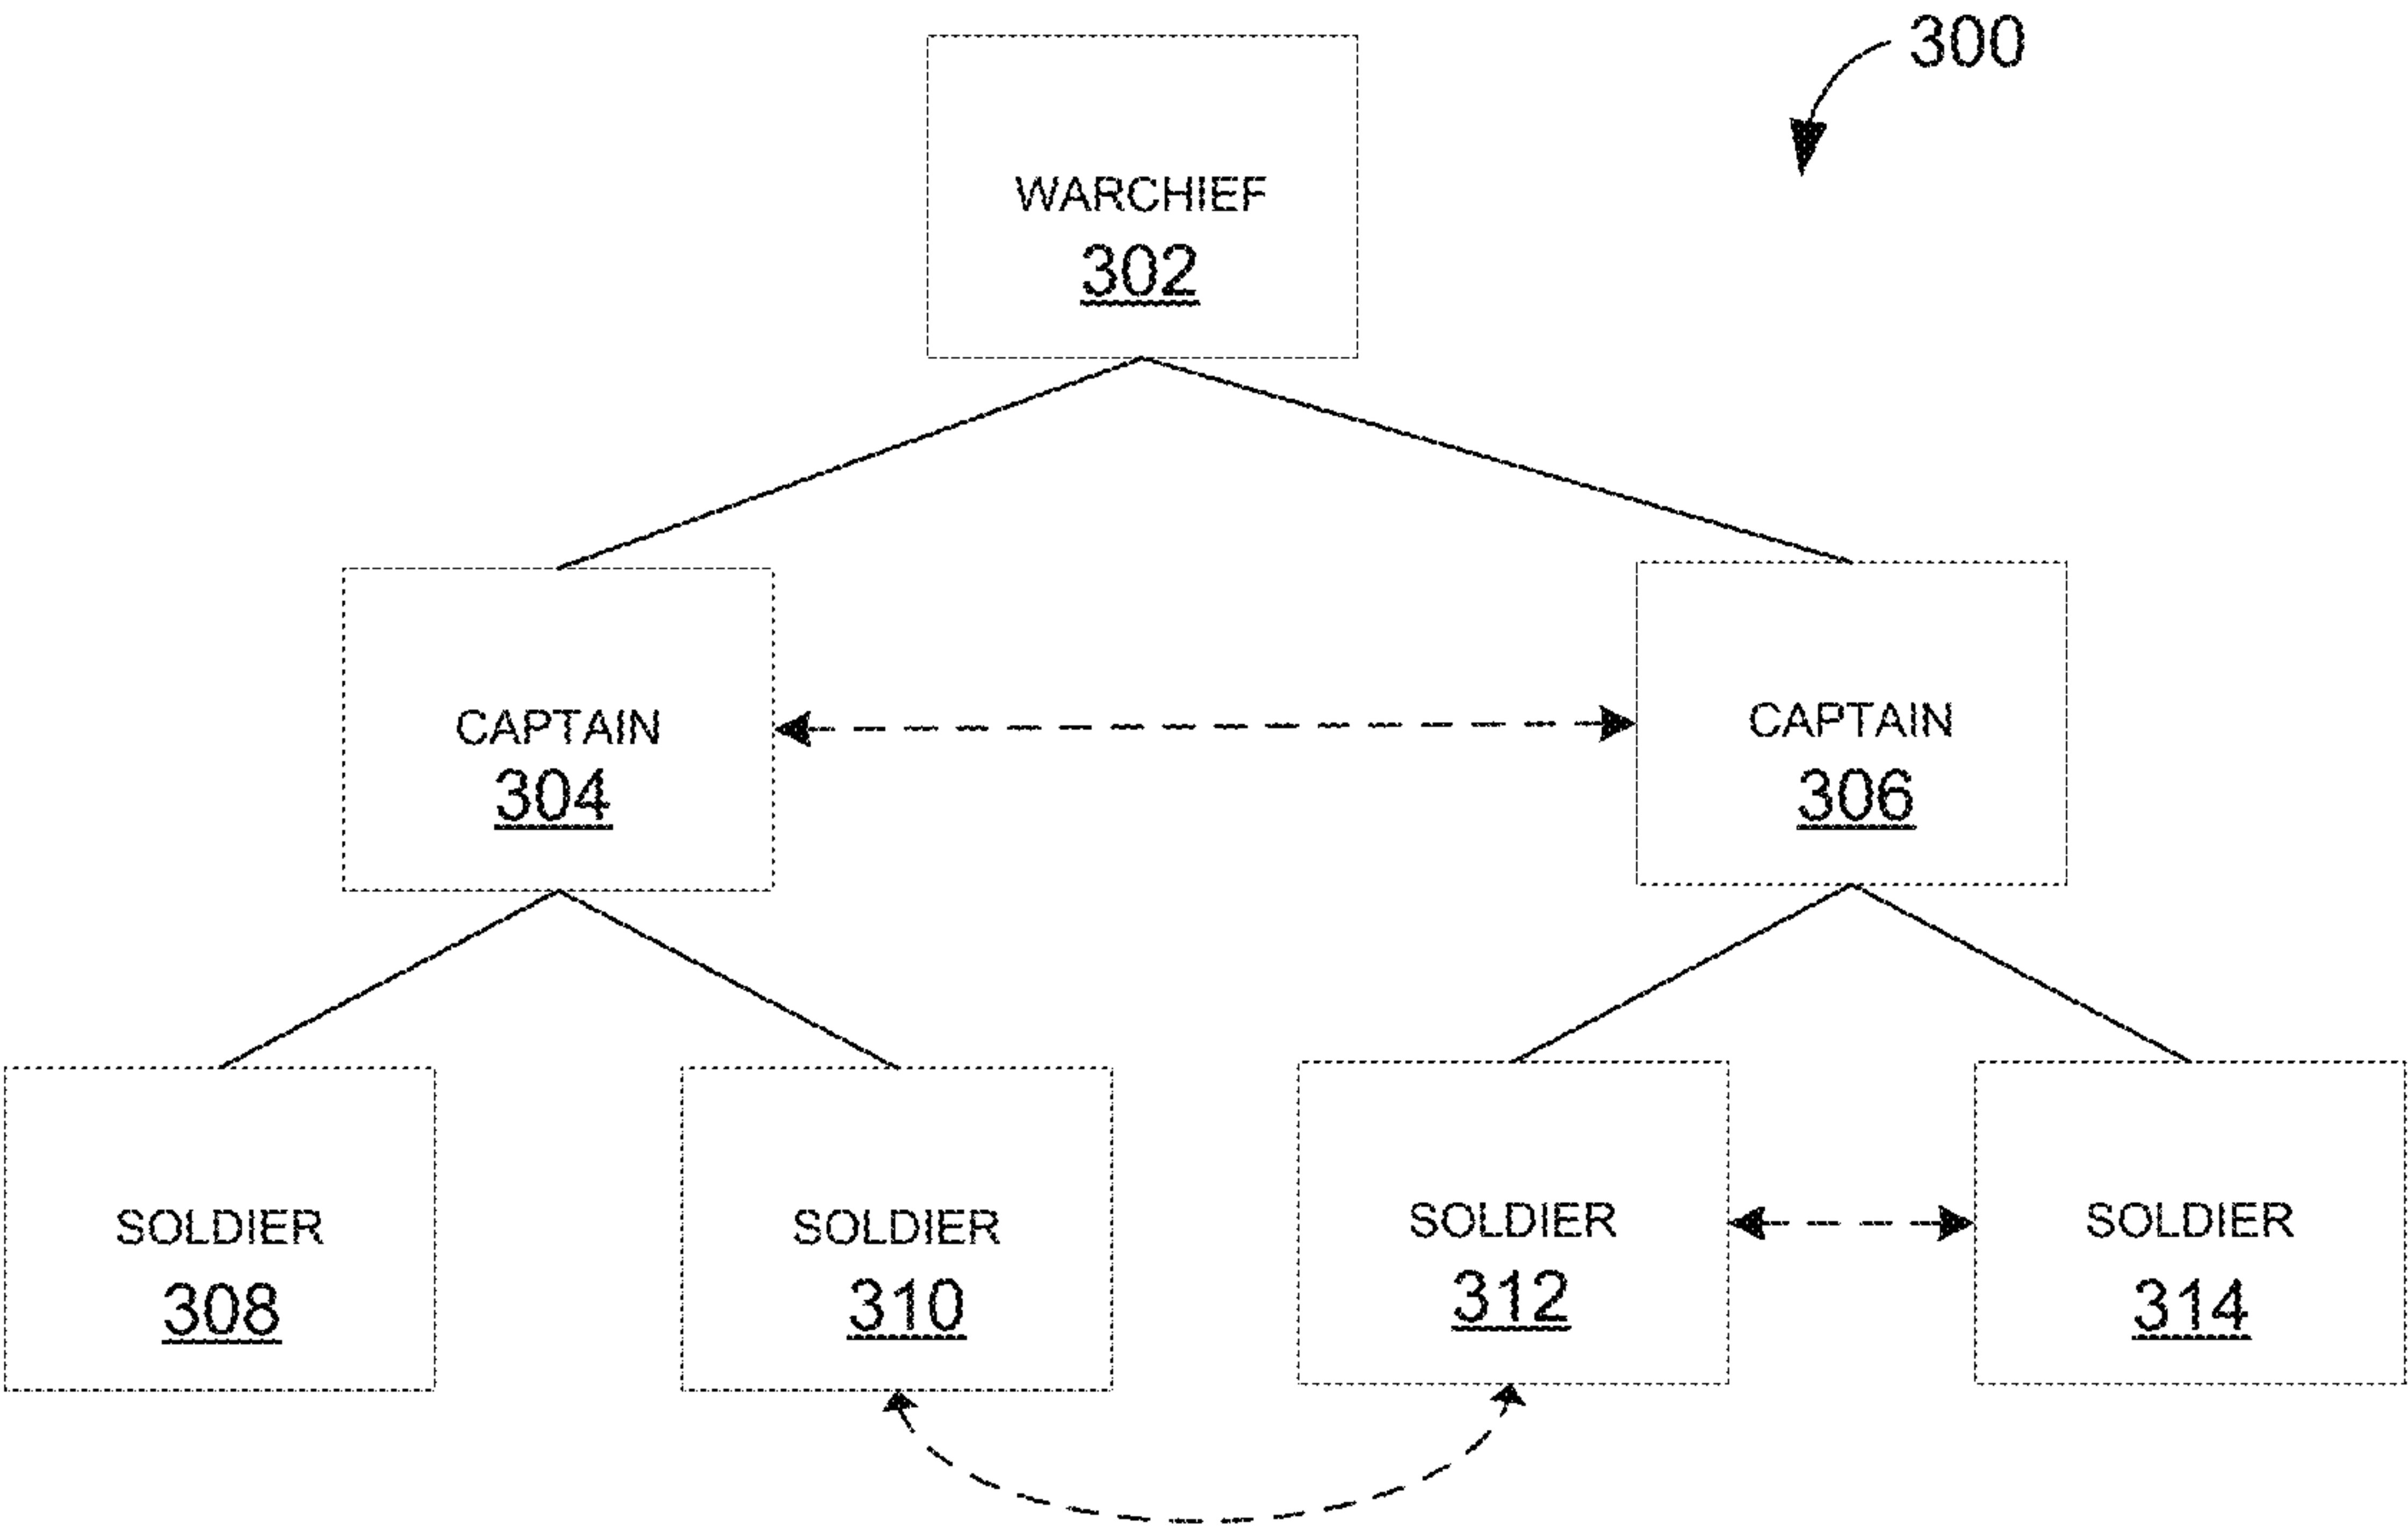 300
WARCHIEF
302
CAPTAIN
304
CAPTAIN
306
SOLDIER
308
SOLDIER
310
SOLDIER
312
SOLDIER
314